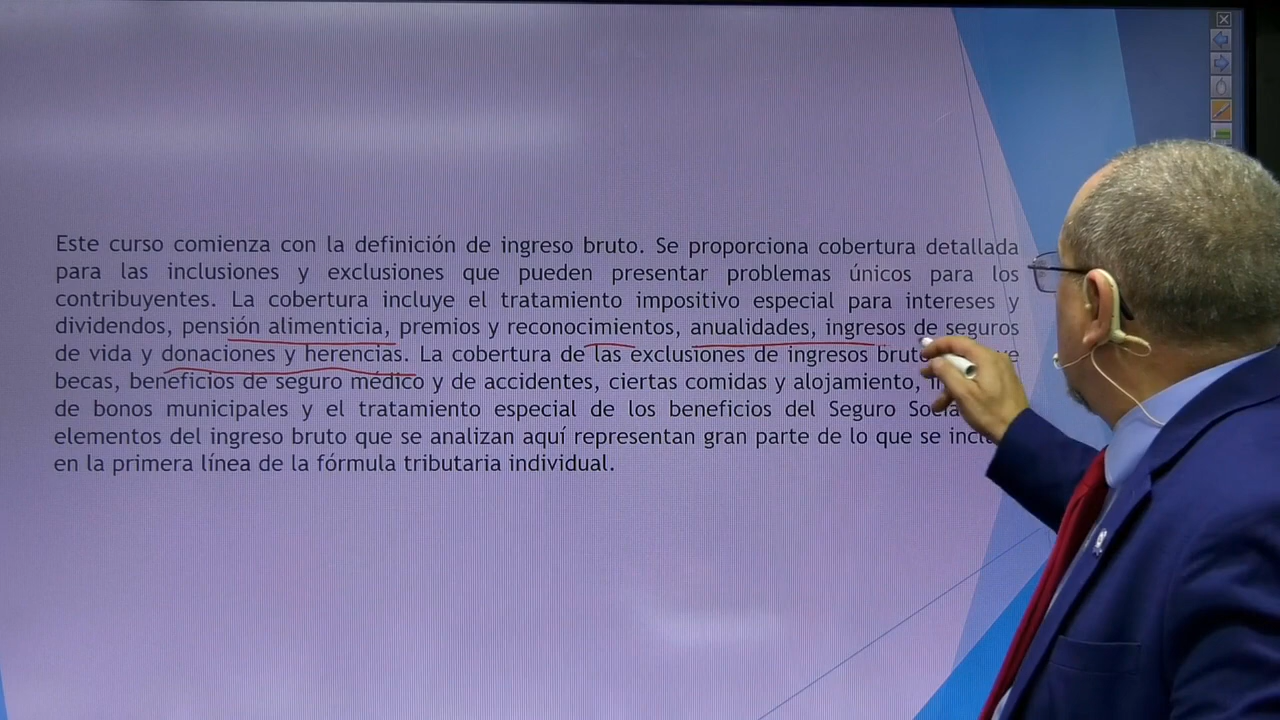 Este curso comienza con la definición de ingreso bruto. Se proporciona cobertura detallada
para las inclusiones y exclusiones que pueden presentar problemas únicos para los
contribuyentes. La cobertura incluye el tratamiento impositivo especial para intereses y
dividendos, pensión alimenticia, premios y reconocimientos, anualidades, ingresos de seguros
de vida y donaciones y herencias. La cobertura de las exclusiones de ingresos
becas, beneficios de seguro médico y de accidentes, ciertas comidas y alojamiento,
de bonos municipales y el tratamiento especial de los beneficios del Seguro
elementos del ingreso bruto que se analizan aquí representan gran parte de lo que se
en la primera línea de la fórmula tributaria individual.